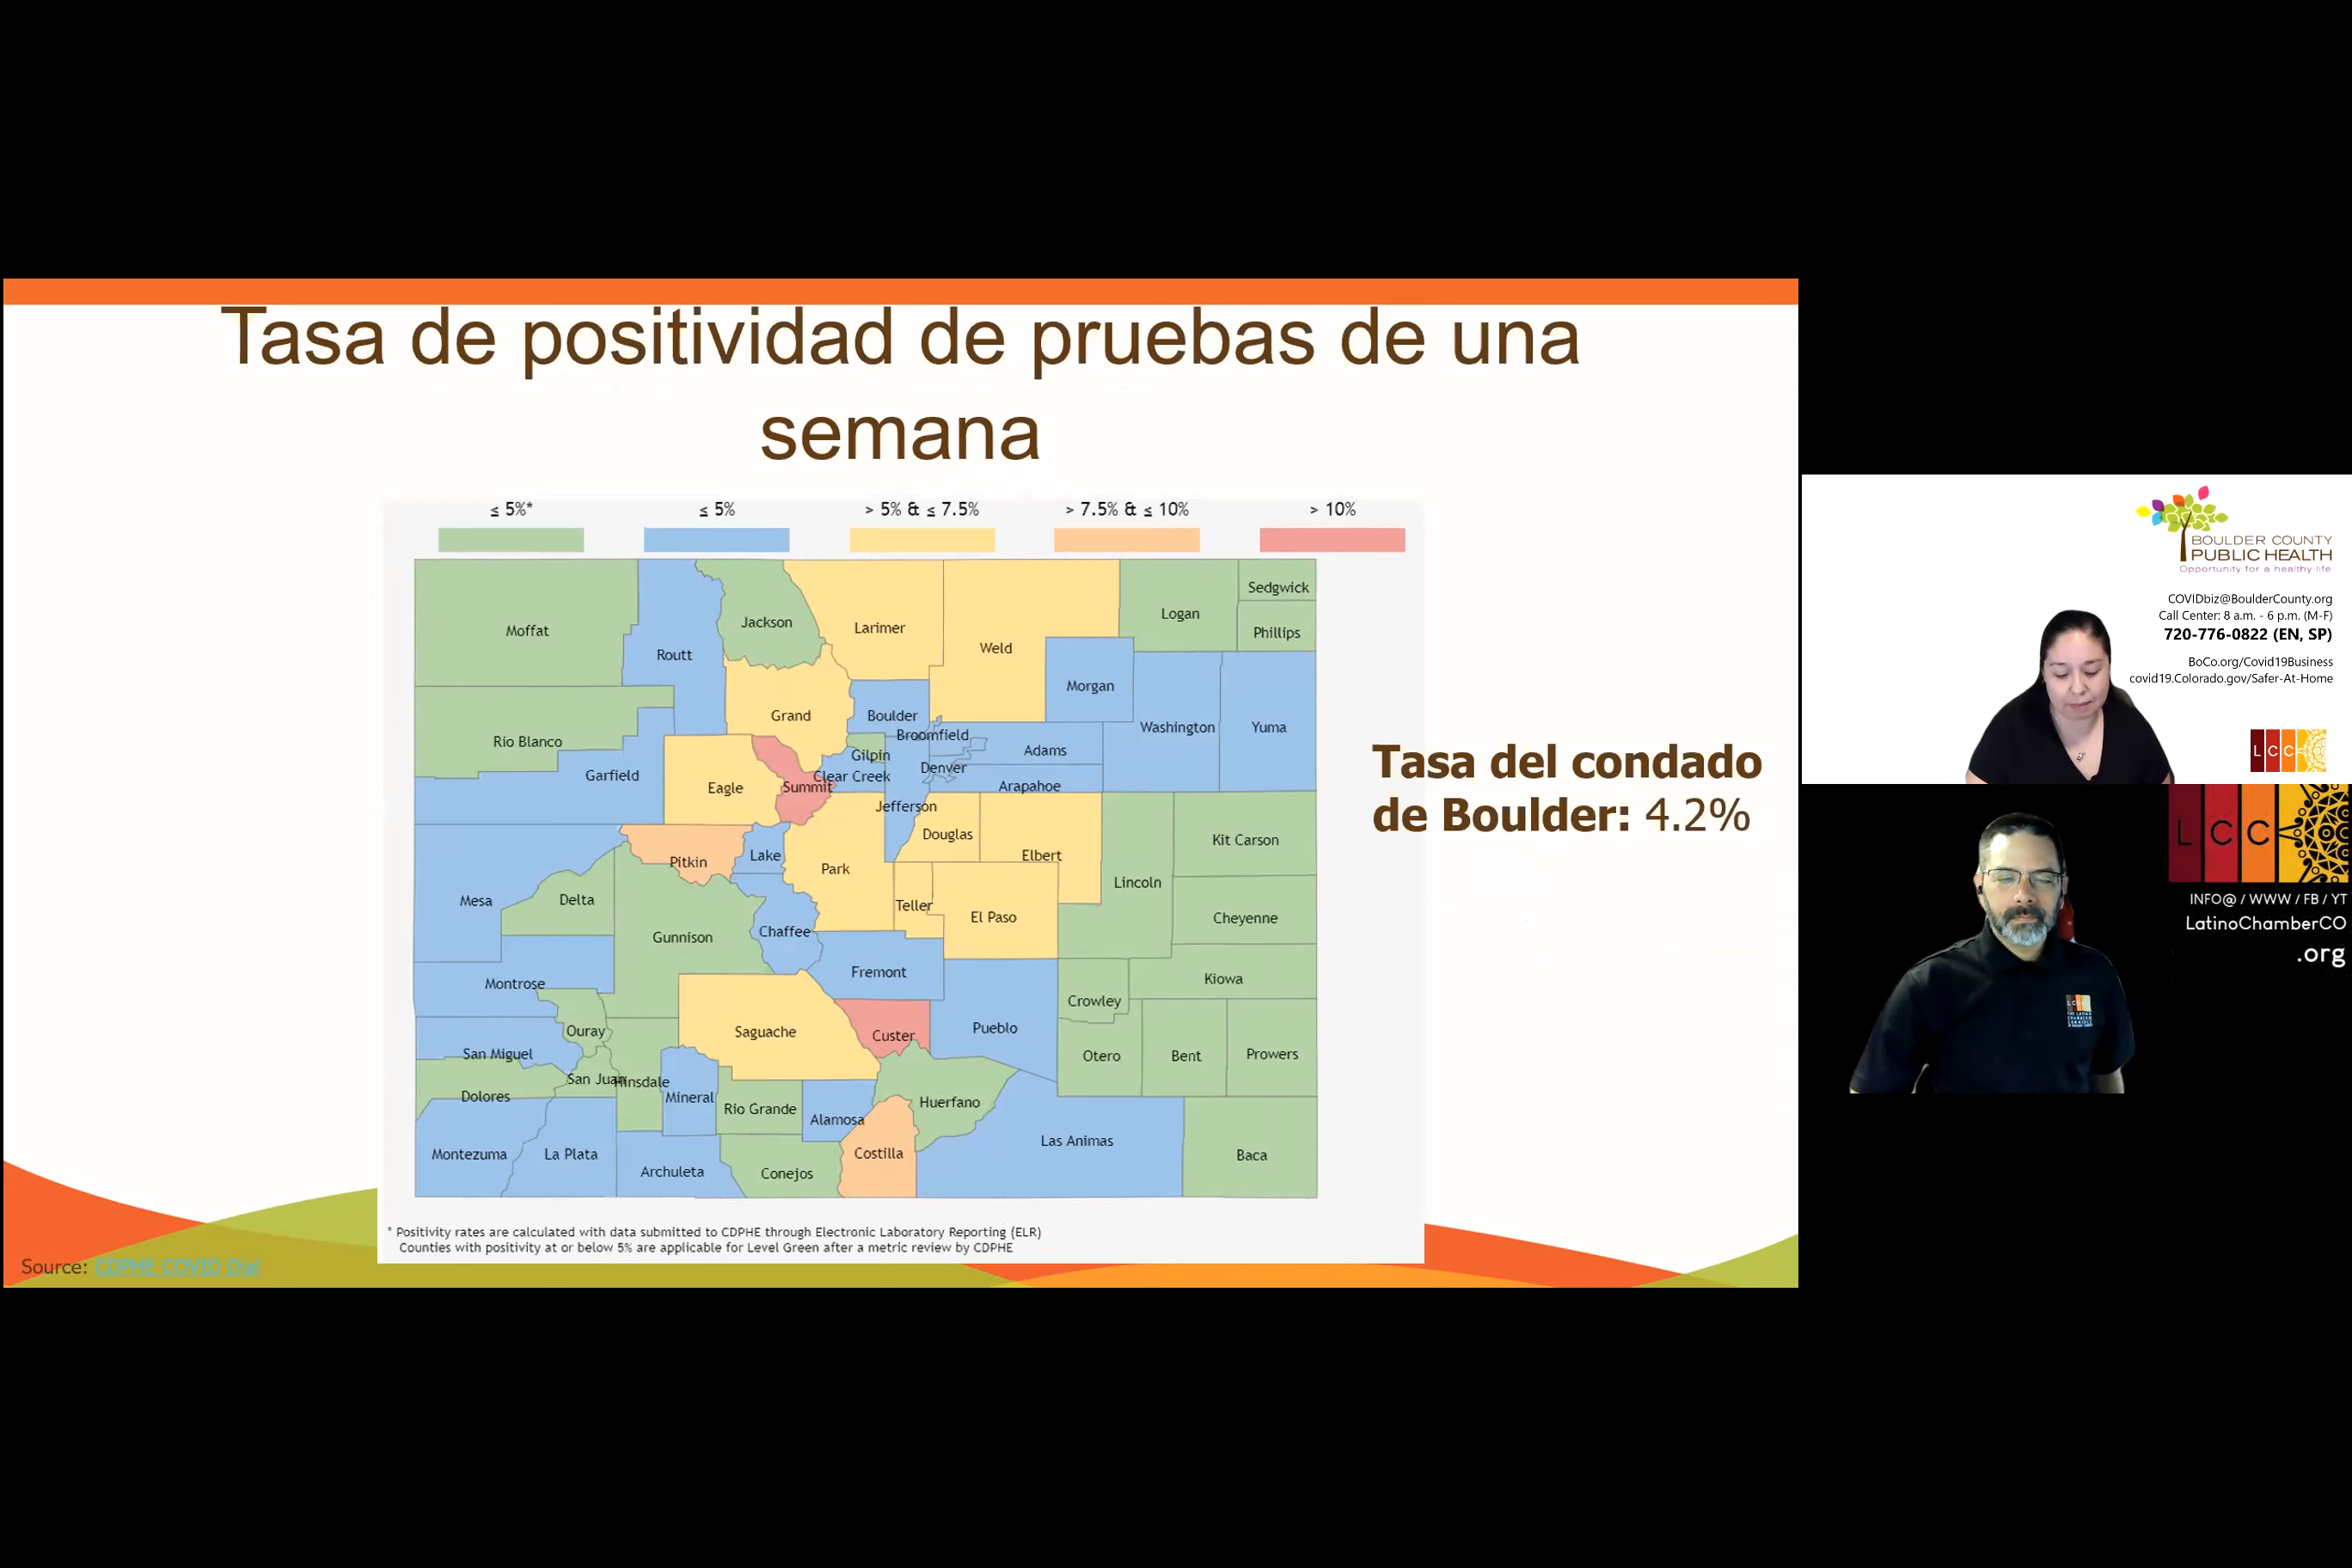 Tasa de positividad de pruebas de una
semana
≤ 5%*
≤ 5%
> 5% & ≤ 7.5%
> 7.5% & ≤ 10%
> 10%
Moffat
Routt
Jackson
Larimer
Weld
Logan
Sedgwick
Phillips
Morgan
Washington
Yuma
Rio Blanco
Garfield
Grand
Boulder
Broomfield
Gilpin
Adams
Denver
Clear Creek
Arapahoe
Eagle
Summit
Jefferson
Douglas
Elbert
Kit Carson
Pitkin
Lake
Park
Lincoln
Mesa
Delta
Teller
El Paso
Cheyenne
Gunnison
Chaffee
Fremont
Kiowa
Montrose
Crowley
Ouray
Saguache
Custer
Pueblo
San Miguel
Otero
Bent
Prowers
San Juan
Hinsdale
Dolores
Mineral
Rio Grande
Alamosa
Huerfano
Montezuma
La Plata
Archuleta
Conejos
Costilla
Las Animas
Baca
* Positivity rates are calculated with data submitted to CDPHE through Electronic Laboratory Reporting (ELR)
Counties with positivity at or below 5% are applicable for Level Green after a metric review by CDPHE
Source: CDPHE COVID Dial
Tasa del condado
de Boulder: 4.2%
BOULDER COUNTY
PUBLIC HEALTH
Opportunity for a healthy life
COVIDbiz@BoulderCounty.org
Call Center: 8 a.m. - 6 p.m. (M-F)
720-776-0822 (EN, SP)
BoCo.org/Covid19Business
covid19.Colorado.gov/Safer-At-Home
LCC
LCC
INFO@ / WWW / FB / YT
LatinoChamberCO
.org